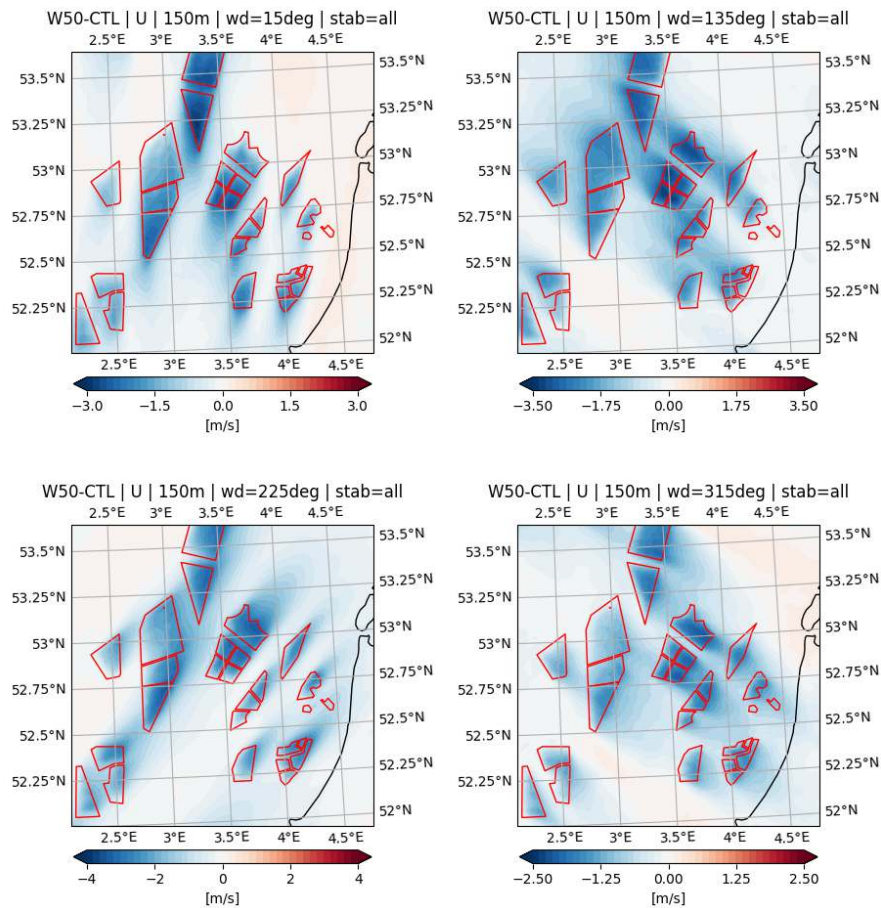 W50-CTL | U | 150m | wd=15deg | stab=all
2.5°E 3°E 3.5°E 4°E 4.5°E
53.5°N 53.5°N
53.25°N 53.25°N
53°N 53°N
52.75°N 52.75°N
52.5°N 52.5°N
52.25°N 52.25°N
52°N
2.5°E 3°E 3.5°E 4°E 4.5°E
−3.0 −1.5 0.0 1.5 3.0
[m/s]
W50-CTL | U | 150m | wd=135deg | stab=all
2.5°E 3°E 3.5°E 4°E 4.5°E
53.5°N 53.5°N
53.25°N 53.25°N
53°N 53°N
52.75°N 52.75°N
52.5°N 52.5°N
52.25°N 52.25°N
52°N
2.5°E 3°E 3.5°E 4°E 4.5°E
−3.50 −1.75 0.00 1.75 3.50
[m/s]
W50-CTL | U | 150m | wd=225deg | stab=all
2.5°E 3°E 3.5°E 4°E 4.5°E
53.5°N 53.5°N
53.25°N 53.25°N
53°N 53°N
52.75°N 52.75°N
52.5°N 52.5°N
52.25°N 52.25°N
52°N
2.5°E 3°E 3.5°E 4°E 4.5°E
−4 −2 0 2 4
[m/s]
W50-CTL | U | 150m | wd=315deg | stab=all
2.5°E 3°E 3.5°E 4°E 4.5°E
53.5°N 53.5°N
53.25°N 53.25°N
53°N 53°N
52.75°N 52.75°N
52.5°N 52.5°N
52.25°N 52.25°N
52°N
2.5°E 3°E 3.5°E 4°E 4.5°E
−2.50 −1.25 0.00 1.25 2.50
[m/s]